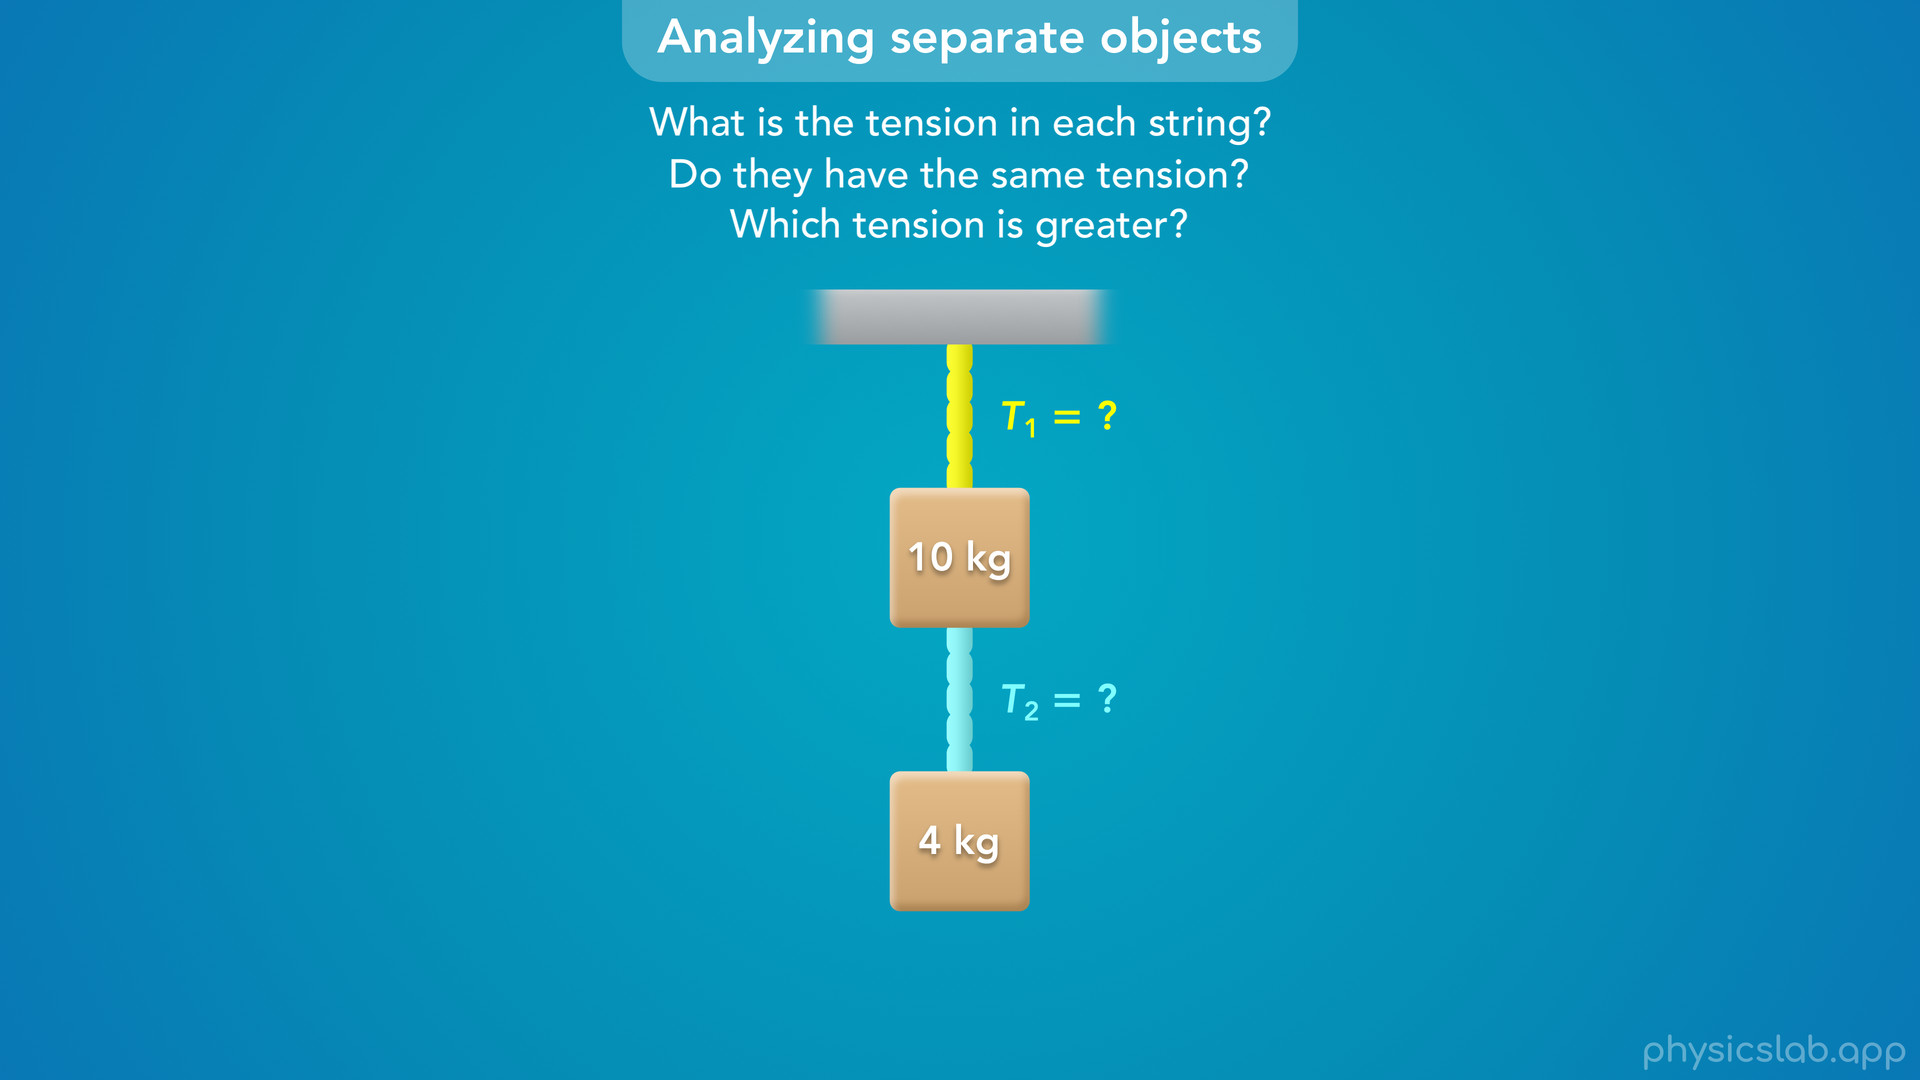 Analyzing separate objects
What is the tension in each string?
Do they have the same tension?
Which tension is greater?
T₁ = ?
10 kg
T₂ = ?
4 kg
physicslab.app